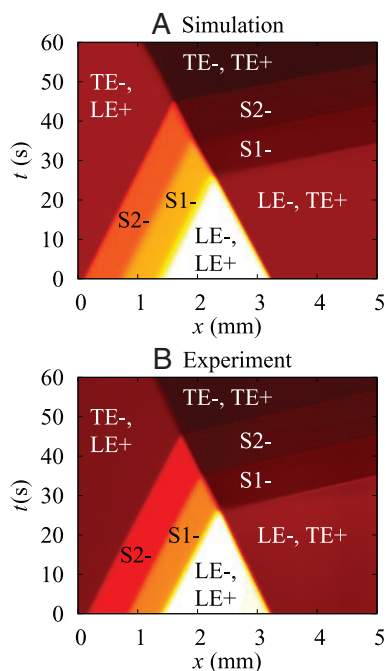 A Simulation
60
50
40
30
20
10
0
t (s)
TE-,
LE+
TE-, TE+
S2-
S1-
S1-
S2-
LE-, TE+
LE-,
LE+
0 1 2 3 4 5
x (mm)
B Experiment
60
50
40
30
20
10
0
t(s)
TE-,
LE+
TE-, TE+
S2-
S1-
S1-
S2-
LE-, TE+
LE-,
LE+
0 1 2 3 4 5
x (mm)